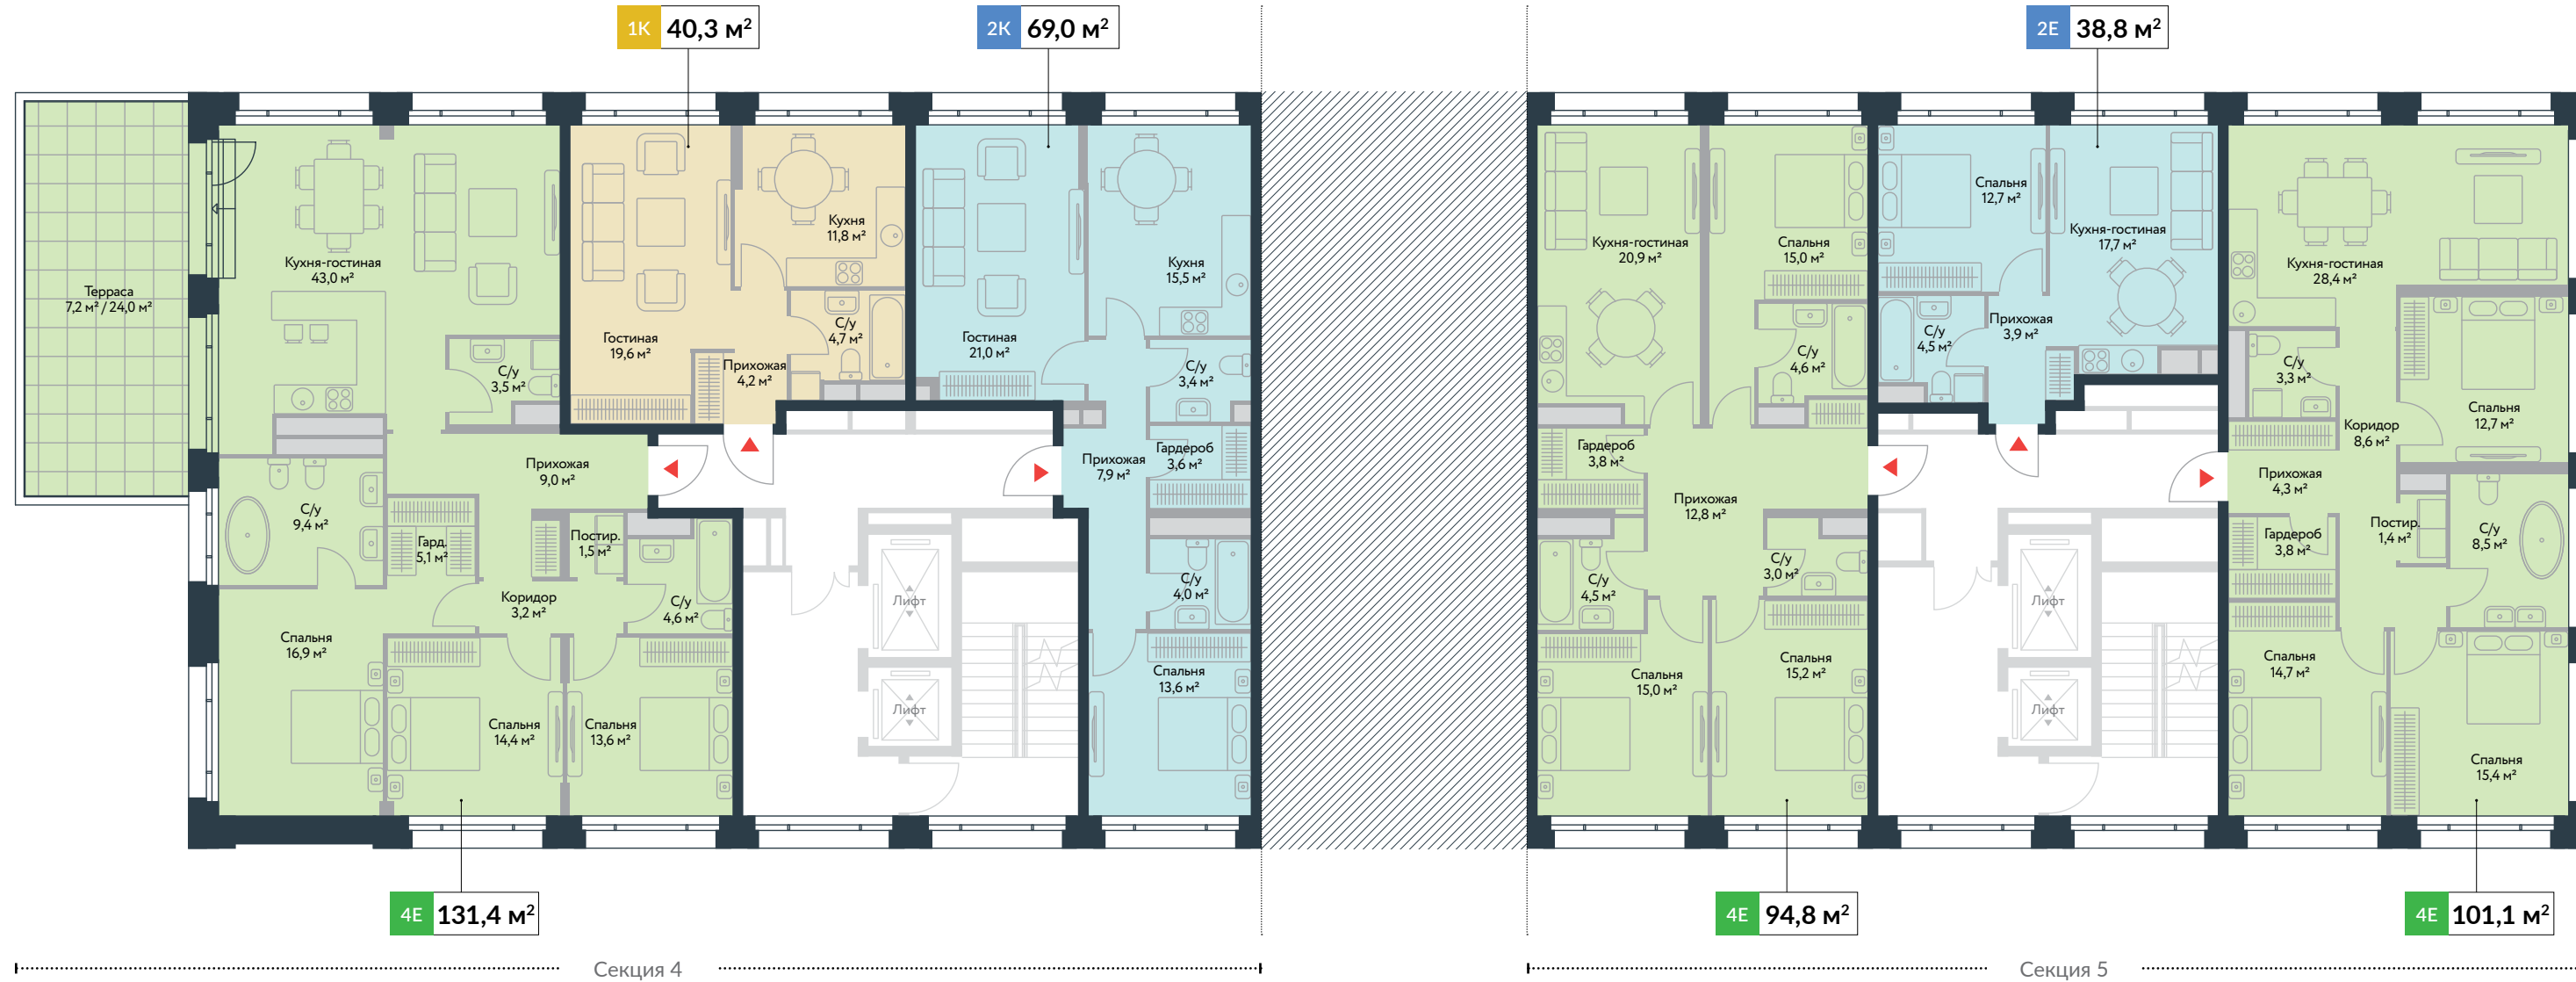 1К 40,3 м²
2К 69,0 м²
2Е 38,8 м²
Терраса
7,2 м² / 24,0 м²
Кухня-гостиная
43,0 м²
С/у
3,5 м²
Прихожая
9,0 м²
С/у
9,4 м²
Гард.
5,1 м²
Постир.
1,5 м²
Коридор
3,2 м²
С/у
4,6 м²
Спальня
16,9 м²
Спальня
14,4 м²
Спальня
13,6 м²
Гостиная
19,6 м²
Кухня
11,8 м²
С/у
4,7 м²
Прихожая
4,2 м²
Гостиная
21,0 м²
Кухня
15,5 м²
С/у
3,4 м²
Прихожая
7,9 м²
Гардероб
3,6 м²
С/у
4,0 м²
Спальня
13,6 м²
Лифт
Лифт
Кухня-гостиная
20,9 м²
Спальня
15,0 м²
С/у
4,6 м²
Гардероб
3,8 м²
Прихожая
12,8 м²
С/у
4,5 м²
С/у
3,0 м²
Спальня
15,0 м²
Спальня
15,2 м²
Спальня
12,7 м²
Кухня-гостиная
17,7 м²
С/у
4,5 м²
Прихожая
3,9 м²
Лифт
Лифт
Кухня-гостиная
28,4 м²
С/у
3,3 м²
Спальня
12,7 м²
Коридор
8,6 м²
Прихожая
4,3 м²
Гардероб
3,8 м²
Постир.
1,4 м²
С/у
8,5 м²
Спальня
14,7 м²
Спальня
15,4 м²
4Е 131,4 м²
4Е 94,8 м²
4Е 101,1 м²
Секция 4
Секция 5